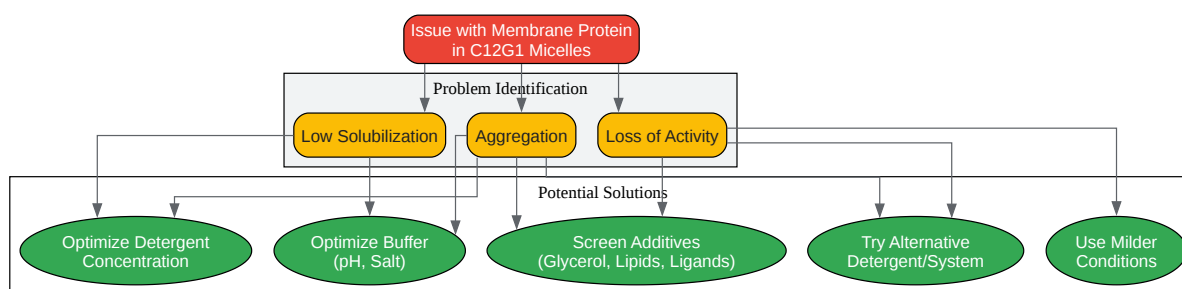 Issue with Membrane Protein
in C12G1 Micelles
Problem Identification
Low Solubilization
Aggregation
Loss of Activity
Potential Solutions
Optimize Detergent
Concentration
Optimize Buffer
(pH, Salt)
Screen Additives
(Glycerol, Lipids, Ligands)
Try Alternative
Detergent/System
Use Milder
Conditions